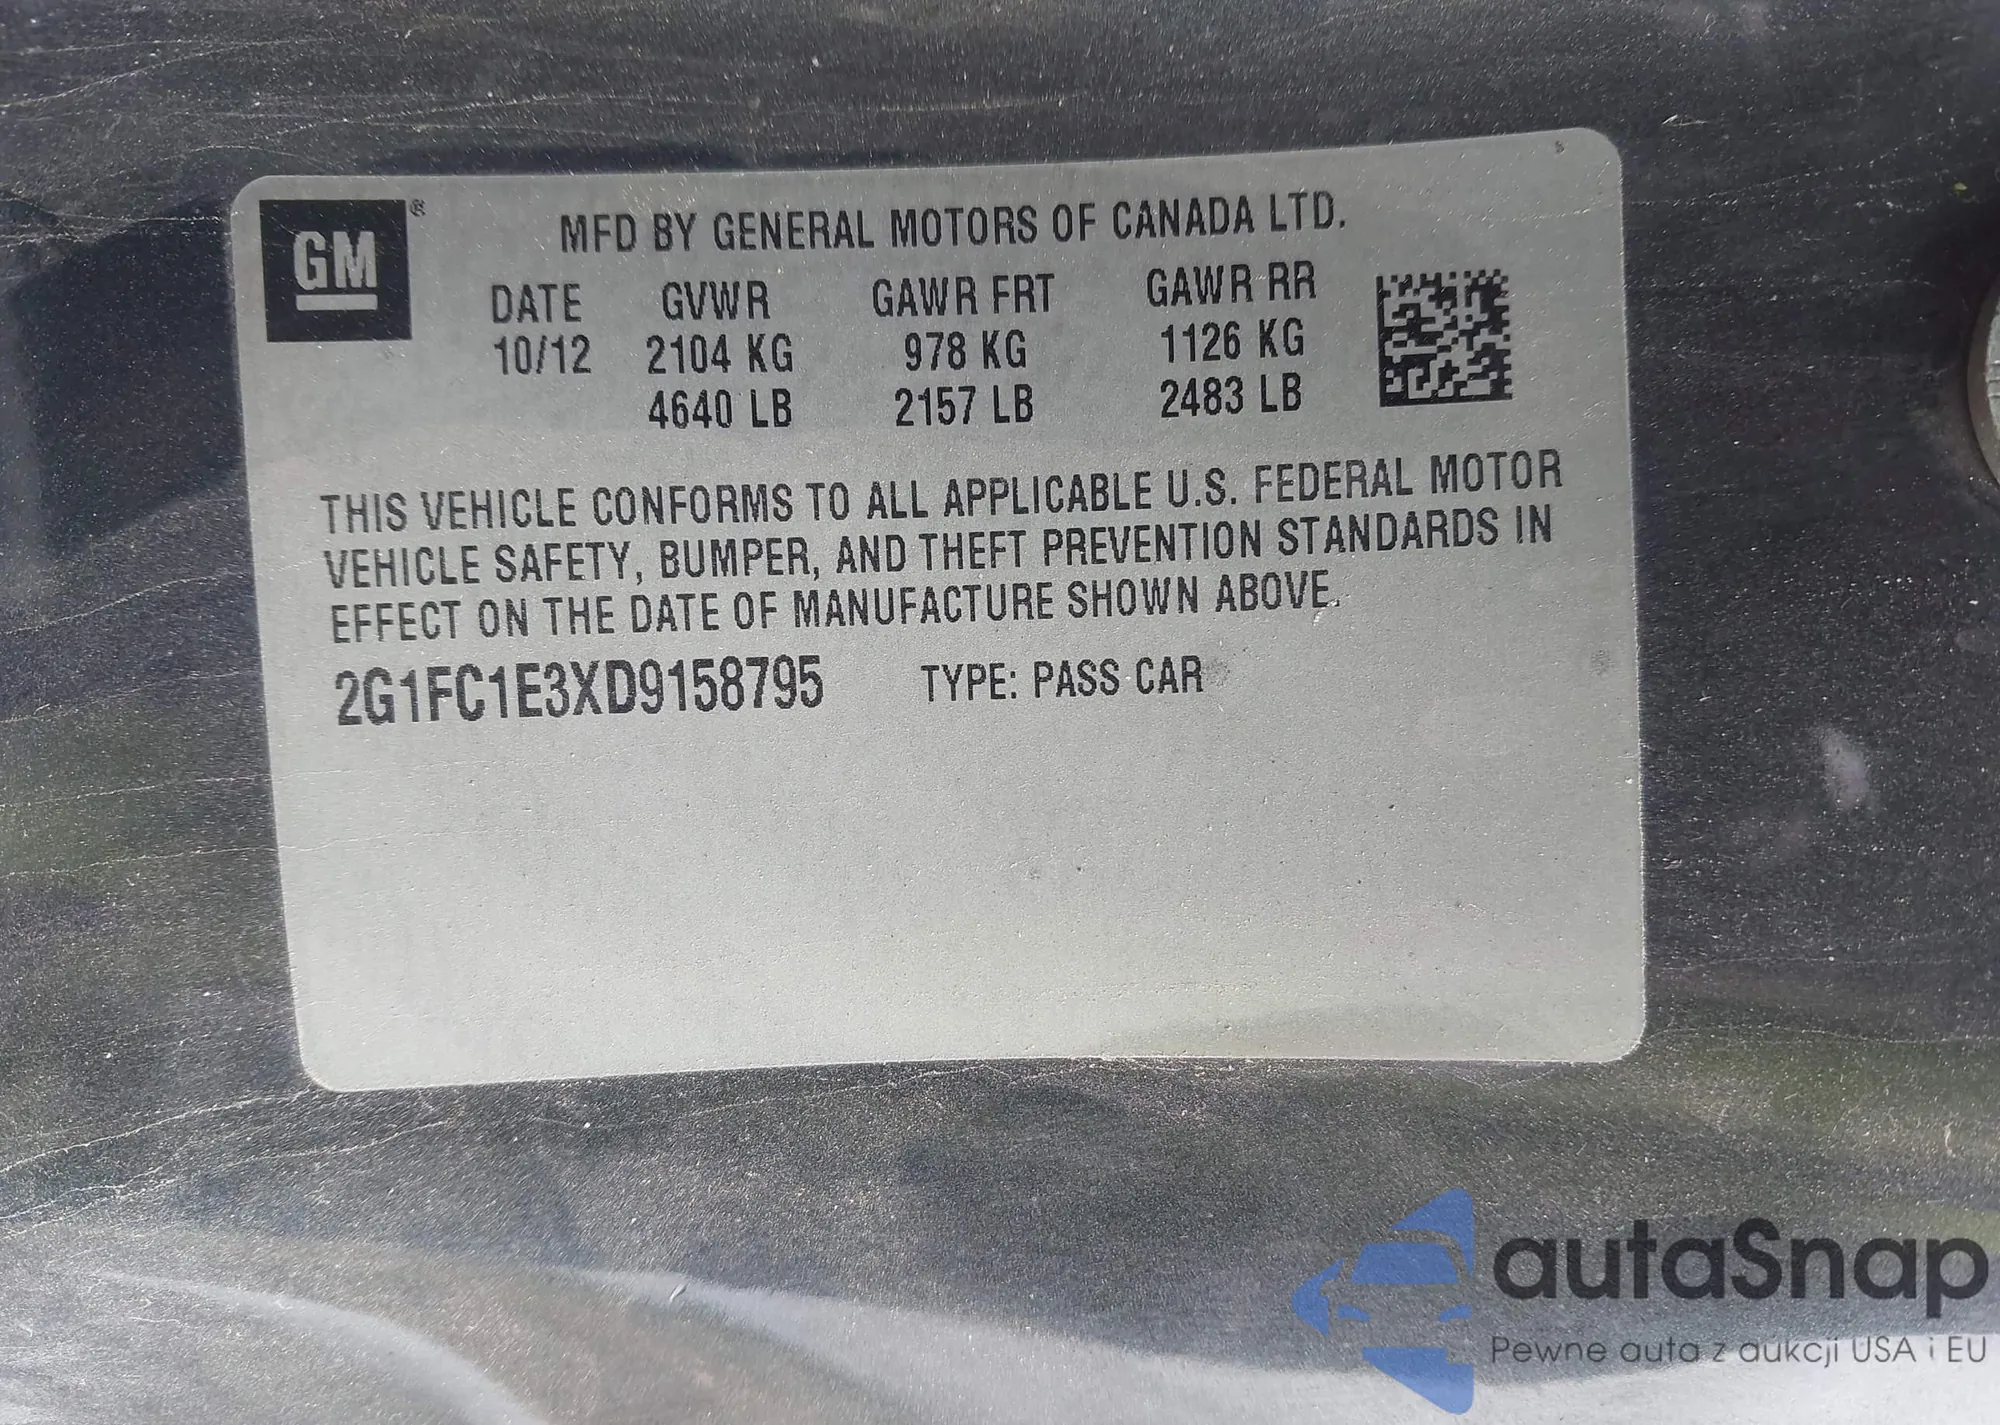 GM ®
MFD BY GENERAL MOTORS OF CANADA LTD.
DATE GVWR GAWR FRT GAWR RR
10/12 2104 KG 978 KG 1126 KG
4640 LB 2157 LB 2483 LB
THIS VEHICLE CONFORMS TO ALL APPLICABLE U.S. FEDERAL MOTOR
VEHICLE SAFETY, BUMPER, AND THEFT PREVENTION STANDARDS IN
EFFECT ON THE DATE OF MANUFACTURE SHOWN ABOVE.
2G1FC1E3XD9158795 TYPE: PASS CAR
autaSnap
Pewne auta z aukcji USA i EU